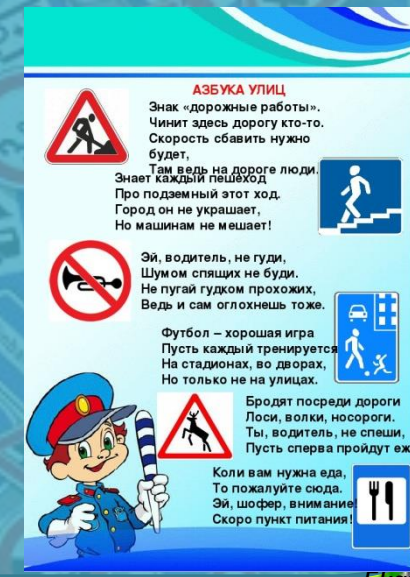 АЗБУКА УЛИЦ
Знак «дорожные работы».
Чинит здесь дорогу кто-то.
Скорость сбавить нужно
будет,
Там ведь на дороге люди.
Знает каждый пешеход
Про подземный этот ход.
Город он не украшает,
Но машинам не мешает!
Эй, водитель, не гуди,
Шумом спящих не буди.
Не пугай гудком прохожих,
Ведь и сам оглохнешь тоже.
Футбол – хорошая игра
Пусть каждый тренируется
На стадионах, во дворах,
Но только не на улицах.
Бродят посреди дороги
Лоси, волки, носороги.
Ты, водитель, не спеши,
Пусть сперва пройдут еж
Коли вам нужна еда,
То пожалуйте сюда.
Эй, шофер, внимание!
Скоро пункт питания!